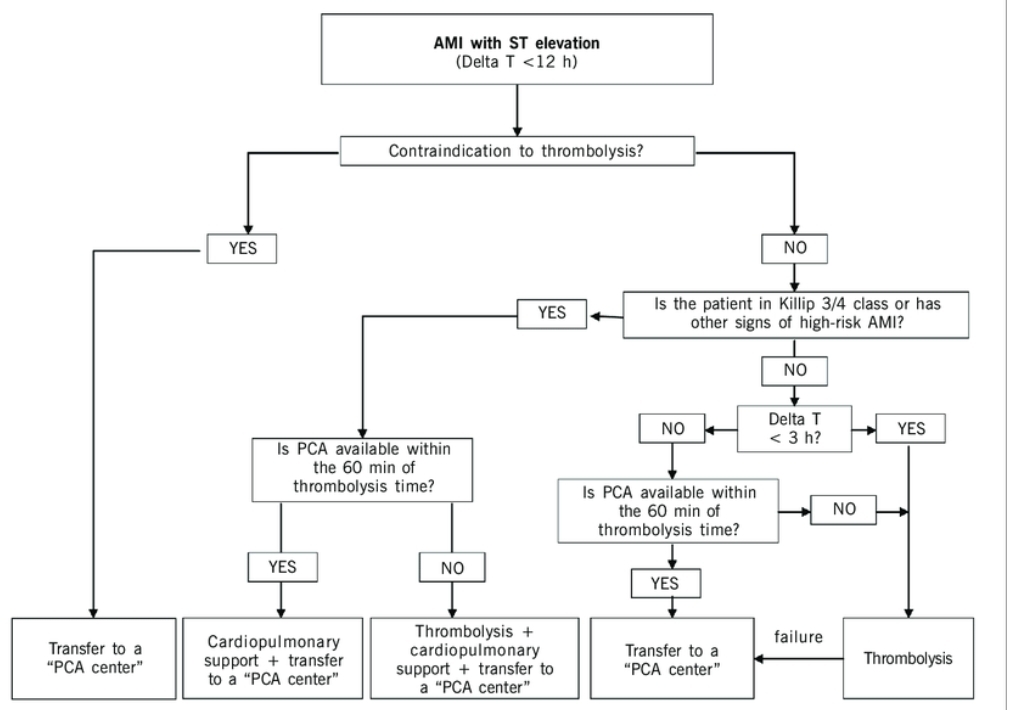 AMI with ST elevation
(Delta T <12 h)
Contraindication to thrombolysis?
YES
NO
Is the patient in Killip 3/4 class or has
other signs of high-risk AMI?
YES
NO
Delta T
< 3 h?
NO
YES
Is PCA available within
the 60 min of
thrombolysis time?
Is PCA available within
the 60 min of
thrombolysis time?
NO
YES
NO
YES
Transfer to a
“PCA center”
Cardiopulmonary
support + transfer
to a “PCA center”
Thrombolysis +
cardiopulmonary
support + transfer to
a “PCA center”
Transfer to a
“PCA center”
failure
Thrombolysis